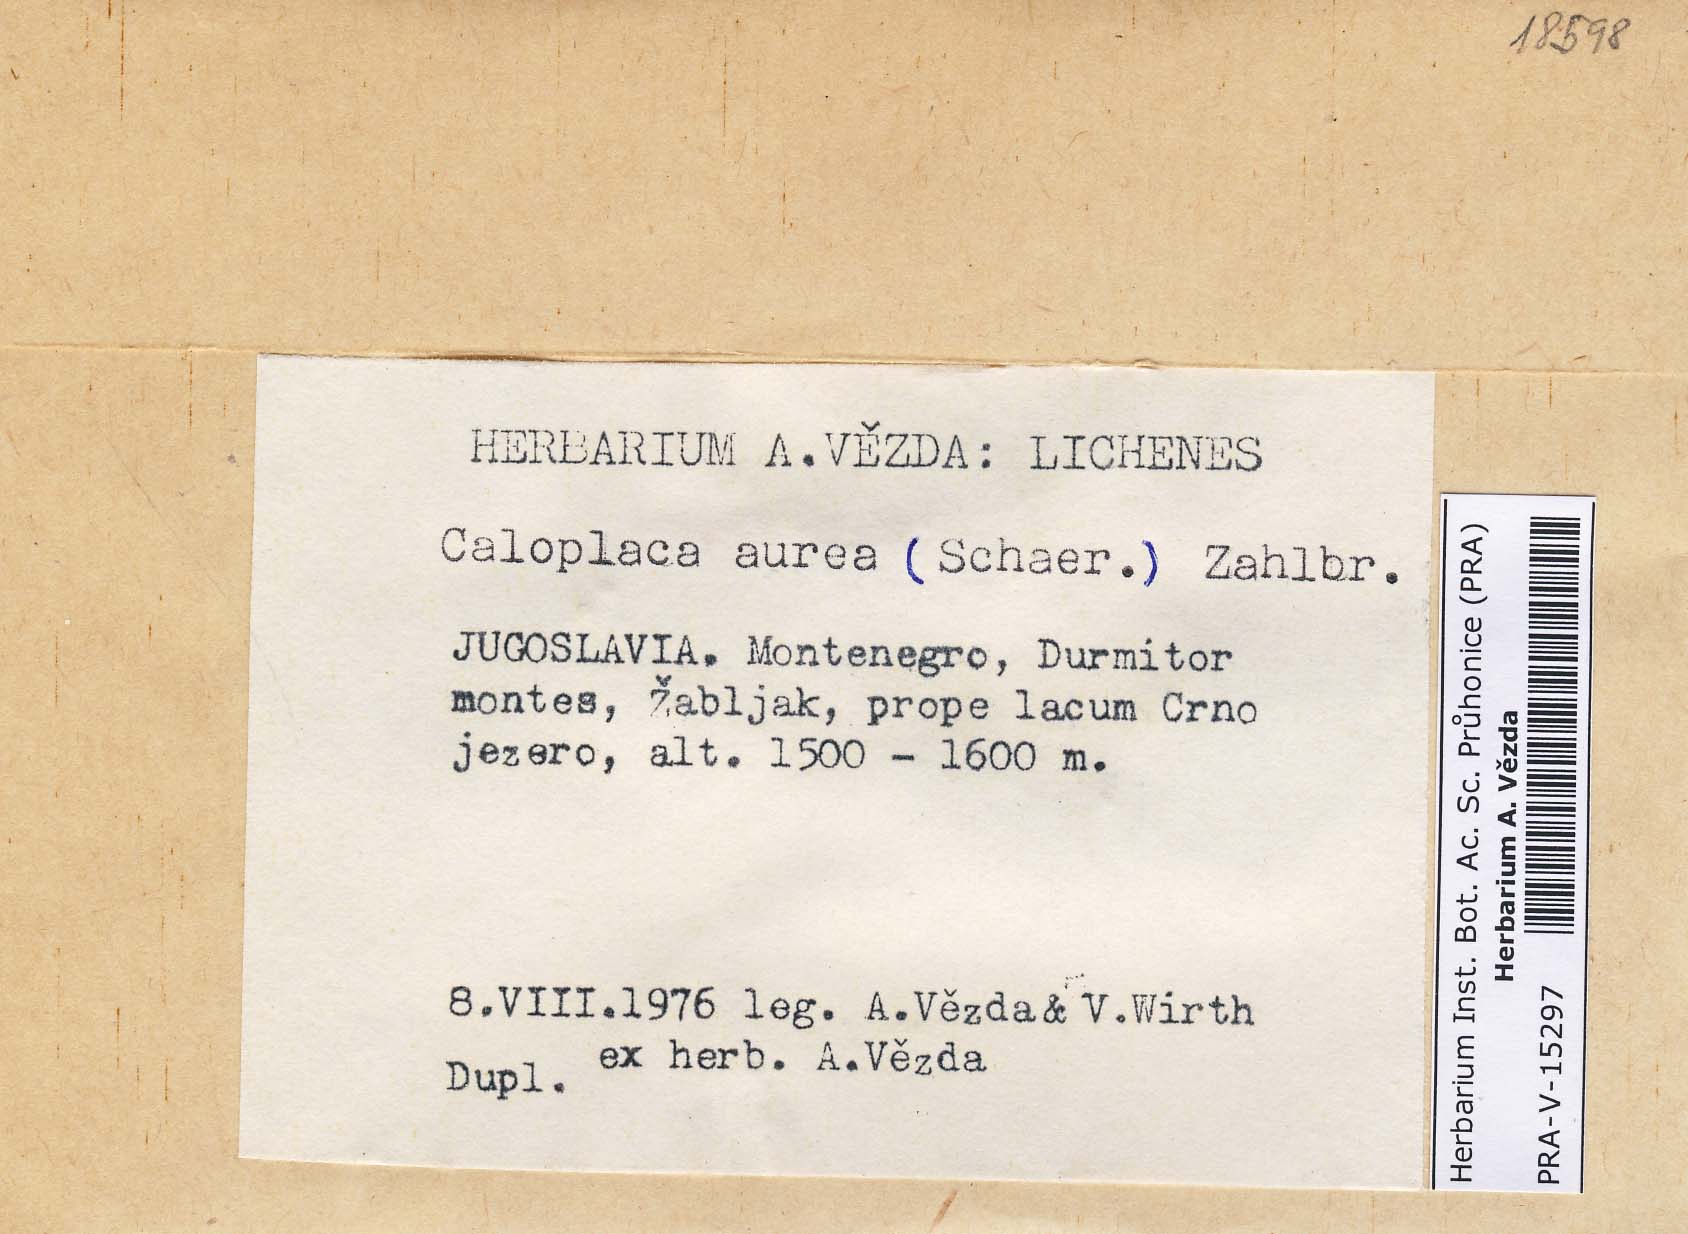 18598
HERBARIUM A.VĚZDA: LICHENES
Caloplaca aurea (Schaer.) Zahlbr.
JUGOSLAVIA. Montenegro, Durmitor
montes, Žabljak, prope lacum Crno
jezero, alt. 1500 - 1600 m.
8.VIII.1976 leg. A.Vězda & V.Wirth
ex herb. A.Vězda
Dupl.
Herbarium Inst. Bot. Ac. Sc. Průhonice (PRA)
Herbarium A. Vězda
PRA-V-15297